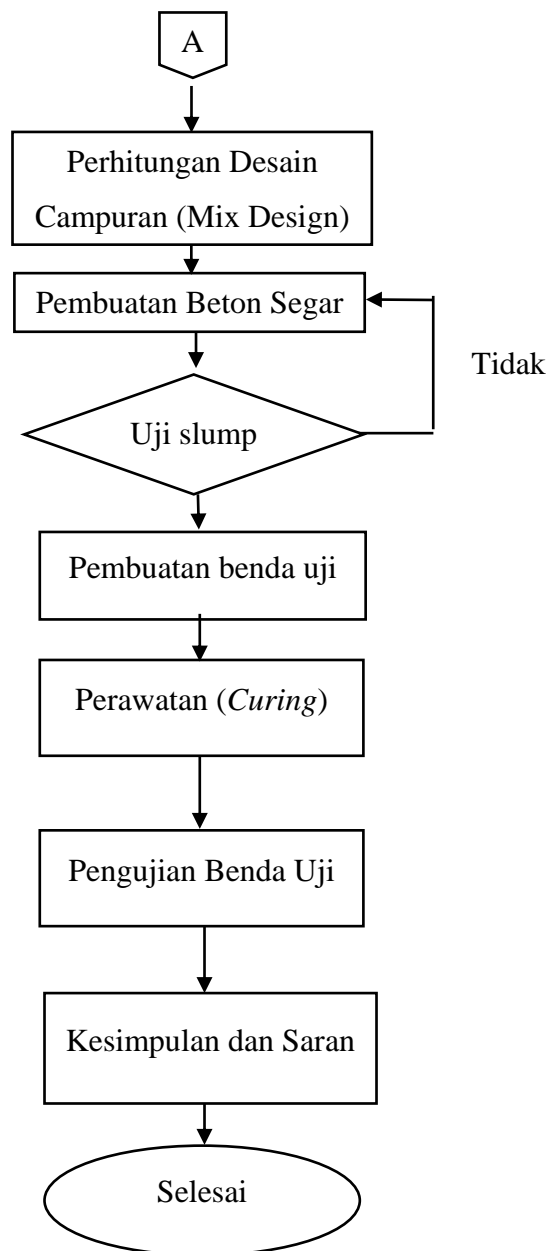 A
Perhitungan Desain
Campuran (Mix Design)
Pembuatan Beton Segar
Tidak
Uji slump
Pembuatan benda uji
Perawatan (Curing)
Pengujian Benda Uji
Kesimpulan dan Saran
Selesai